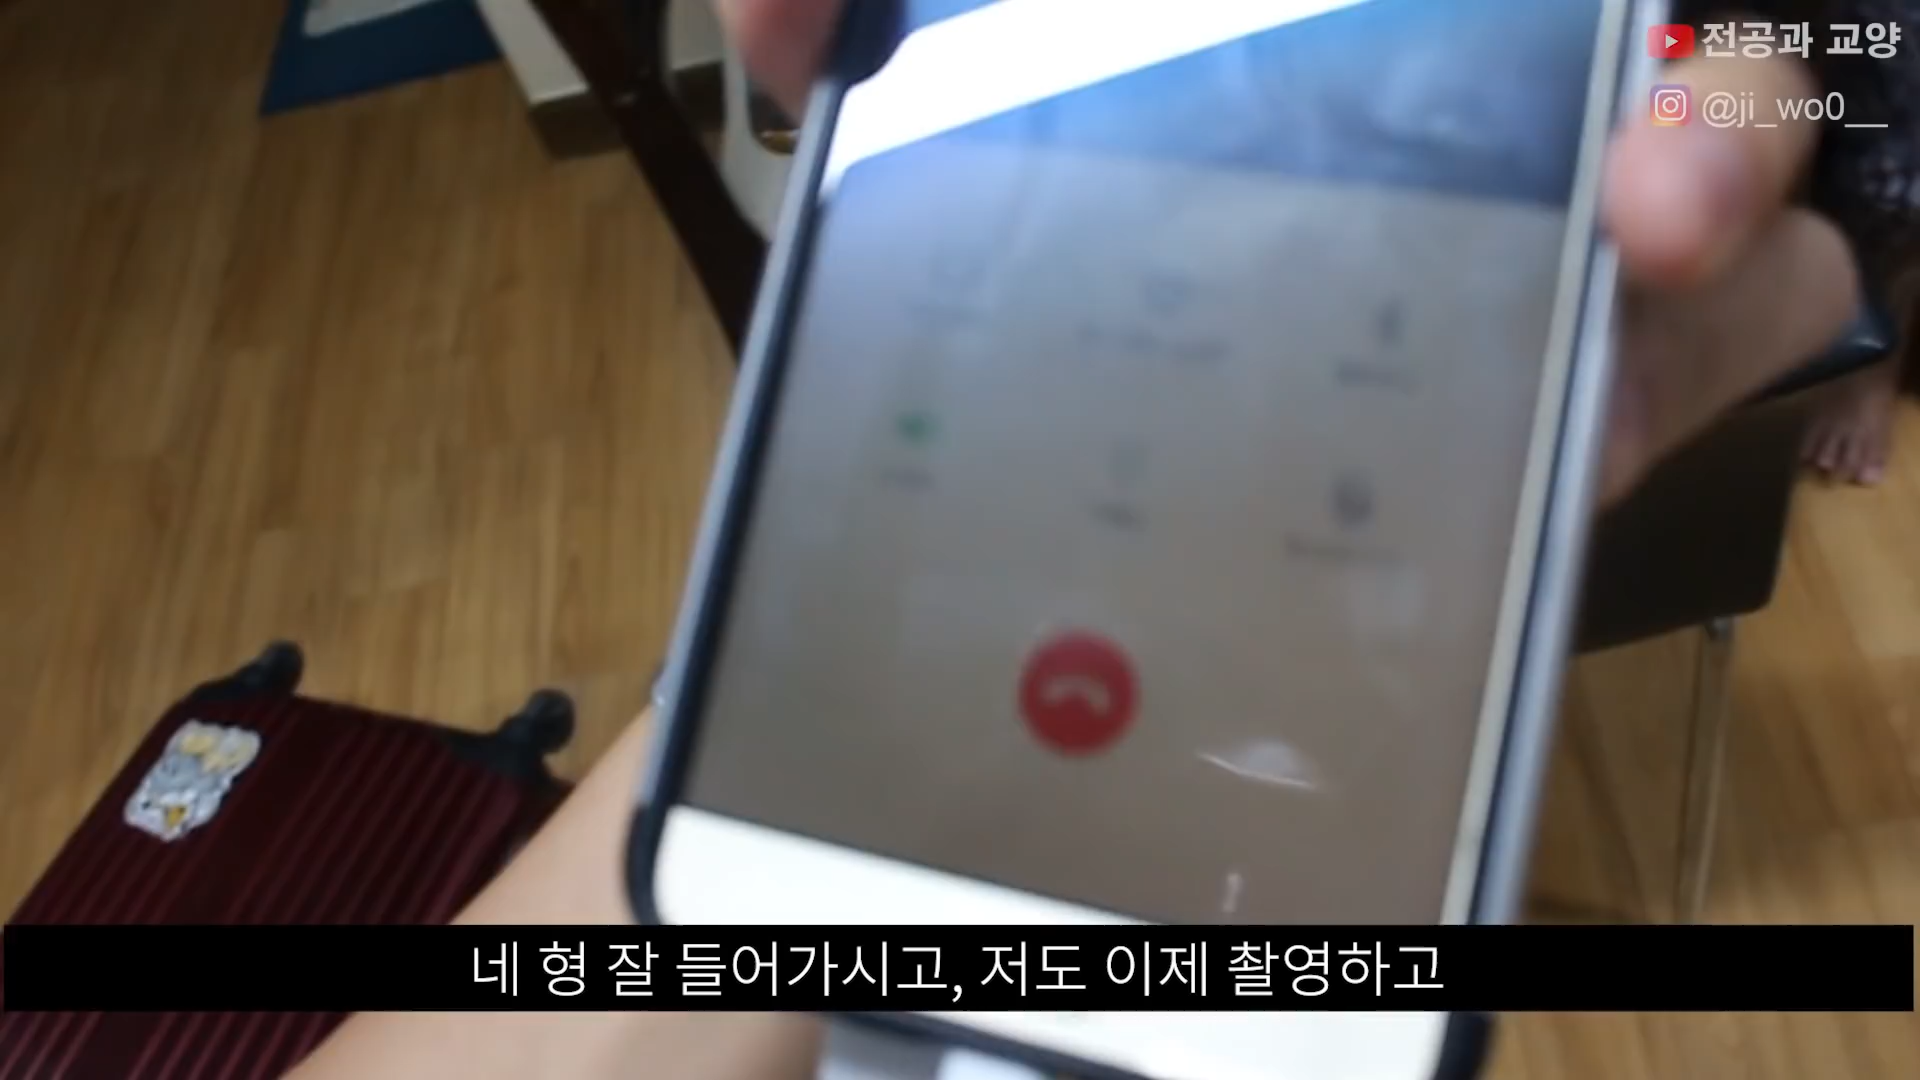 전공과 교양
@ji_wo0__
네 형 잘 들어가시고, 저도 이제 촬영하고